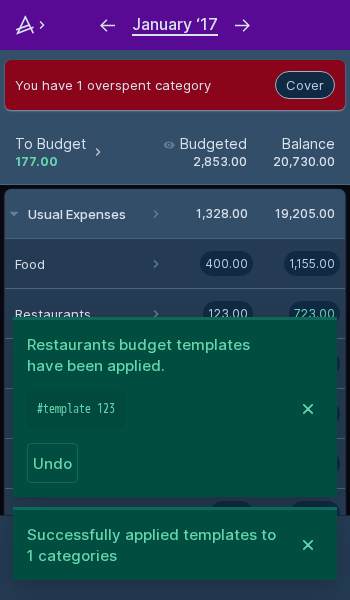 January ‘17
You have 1 overspent category
Cover
To Budget
Budgeted
Balance
177.00
2,853.00
20,730.00
Usual Expenses
1,328.00
19,205.00
Food
400.00
1,155.00
Restaurants
123.00
723.00
Restaurants budget templates
have been applied.
#template 123
Undo
Successfully applied templates to
1 categories